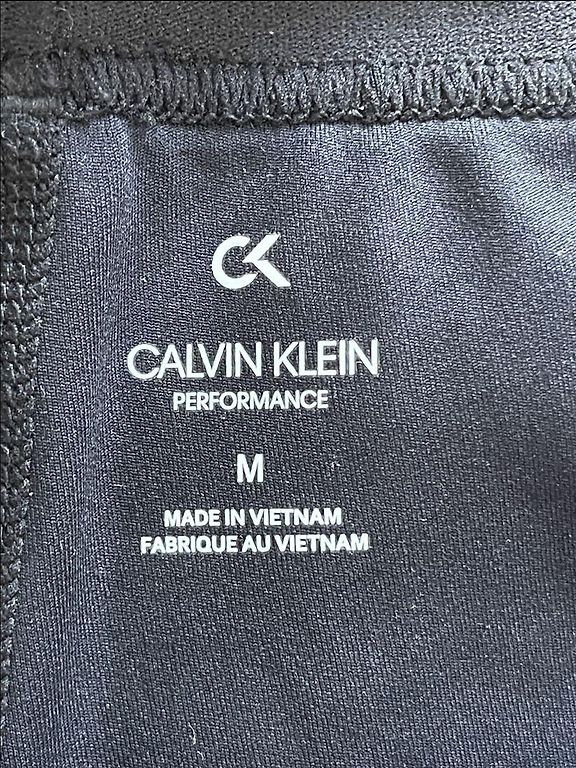 CK
CALVIN KLEIN
PERFORMANCE
M
MADE IN VIETNAM
FABRIQUE AU VIETNAM